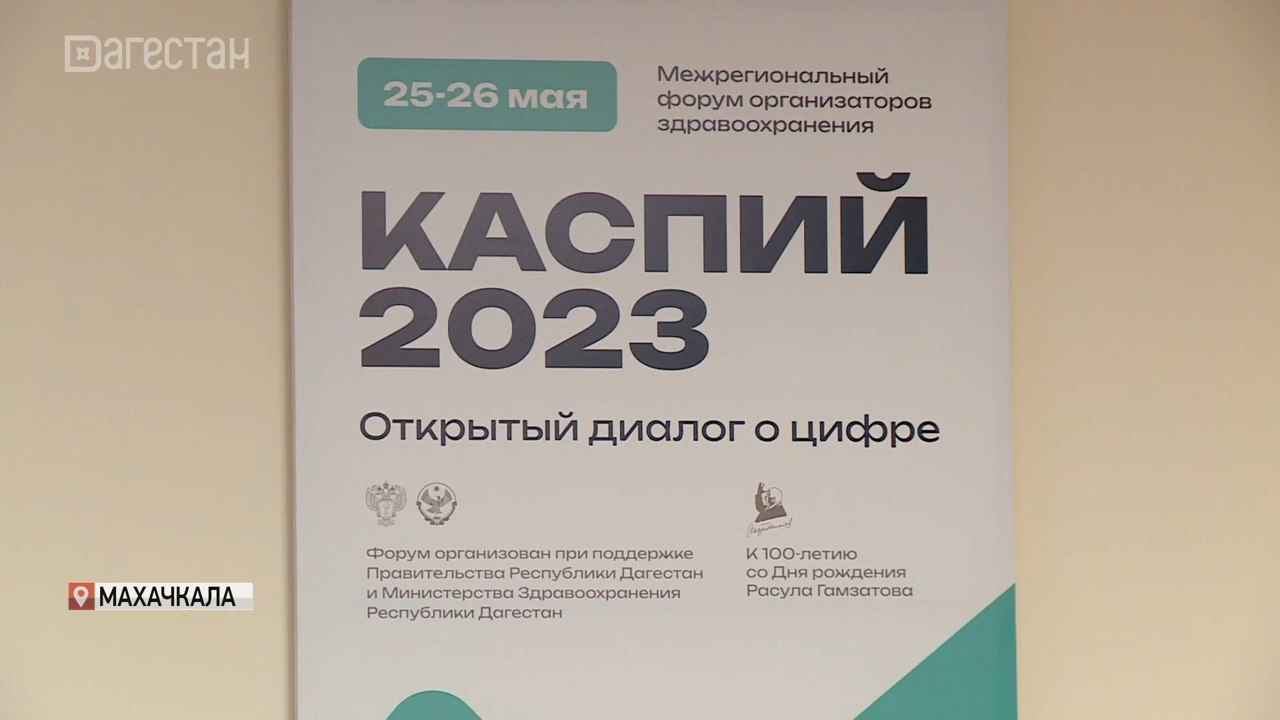 Дагестан
25-26 мая
Межрегиональный
форум организаторов
здравоохранения
КАСПИЙ
2023
Открытый диалог о цифре
Форум организован при поддержке
Правительства Республики Дагестан
и Министерства Здравоохранения
Республики Дагестан
К 100-летию
со Дня рождения
Расула Гамзатова
МАХАЧКАЛА